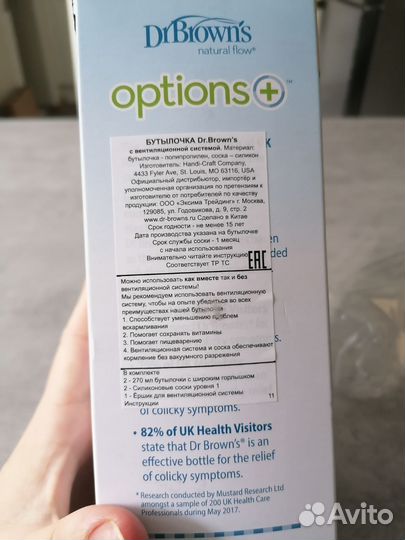 Dr Brown's
natural flow®
options+™
БУТЫЛОЧКА Dr.Brown's
с вентиляционной системой. Материал:
бутылочка - полипропилен, соска – силикон
Изготовитель: Handi-Craft Company,
4433 Fyler Ave, St. Louis, MO 63116, USA
Официальный дистрибьютор, импортёр и
уполномоченная организация по претензиям к
изготовителю от потребителей по качеству
продукции: ООО «Эксима Трейдинг» г. Москва,
129085, ул. Годовикова, д. 9, стр. 2
www.dr-browns.ru Сделано в Китае
Срок годности - не менее 15 лет
Дата производства указана на бутылочке
Срок службы соски - 1 месяц
с начала использования
Внимательно читайте инструкцию
Соответствует ТР ТС
EAC
Можно использовать как вместе так и без
вентиляционной системы!
Мы рекомендуем использовать вентиляционную
систему, чтобы на опыте убедиться во всех
преимуществах нашей бутылочки
1. Способствует уменьшению проблем
вскармливания
2. Помогает сохранять витамины
3. Помогает пищеварению
4. Вентиляционная система и соска обеспечивают
кормление без вакуумного разрежения
В комплекте
2 - 270 мл бутылочки с широким горлышком
2 - Силиконовые соски уровня 1
1 - Ёршик для вентиляционной системы
Инструкции
11
of colicky symptoms.
• 82% of UK Health Visitors
state that Dr Brown's® is an
effective bottle for the relief
of colicky symptoms.
* Research conducted by Mustard Research Ltd
amongst a sample of 200 UK Health Care
Professionals during May 2017.
Avito